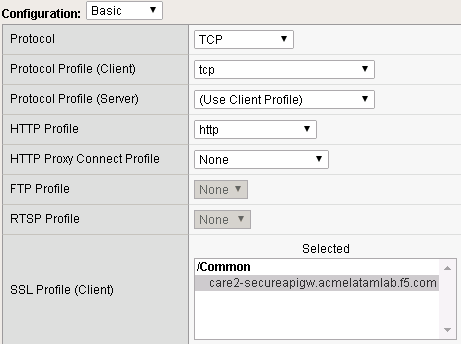 Configuration: Basic
Protocol TCP
Protocol Profile (Client) tcp
Protocol Profile (Server) (Use Client Profile)
HTTP Profile http
HTTP Proxy Connect Profile None
FTP Profile None
RTSP Profile None
Selected
/Common
SSL Profile (Client) care2-secureapigw.acmelatamlab.f5.com